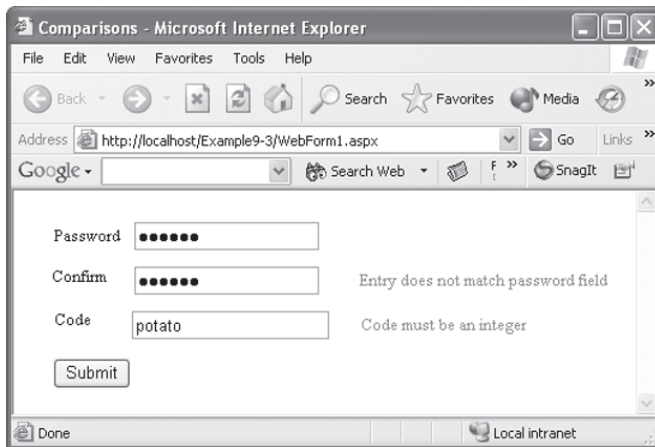 Comparisons - Microsoft Internet Explorer
File Edit View Favorites Tools Help
Back Search Favorites Media »
Address http://localhost/Example9-3/WebForm1.aspx Go Links »
Google Search Web » SnagIt
Password ●●●●●●
Confirm ●●●●●● Entry does not match password field
Code potato Code must be an integer
Submit
Done Local intranet